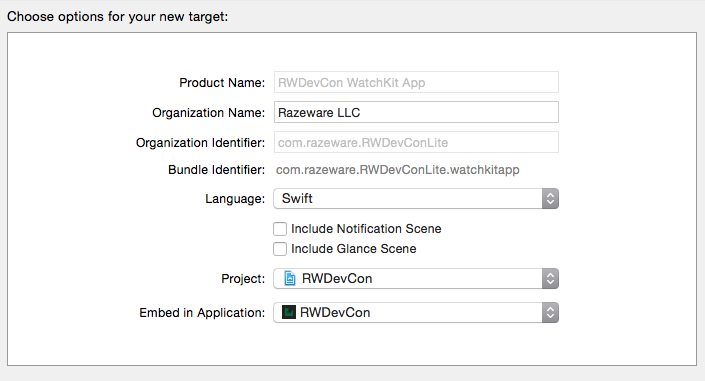 Choose options for your new target:
Product Name: RWDevCon WatchKit App
Organization Name: Razeware LLC
Organization Identifier: com.razeware.RWDevConLite
Bundle Identifier: com.razeware.RWDevConLite.watchkitapp
Language: Swift
Include Notification Scene
Include Glance Scene
Project: RWDevCon
Embed in Application: RWDevCon